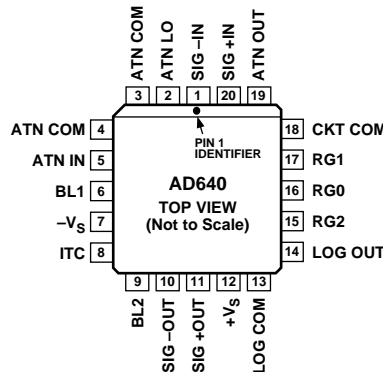 ATN COM
ATN LO
SIG –IN
SIG +IN
ATN OUT
3 2 1 20 19
ATN COM 4
ATN IN 5
BL1 6
–VS 7
ITC 8
PIN 1
IDENTIFIER
AD640
TOP VIEW
(Not to Scale)
18 CKT COM
17 RG1
16 RG0
15 RG2
14 LOG OUT
9 10 11 12 13
BL2
SIG –OUT
SIG +OUT
+VS
LOG COM